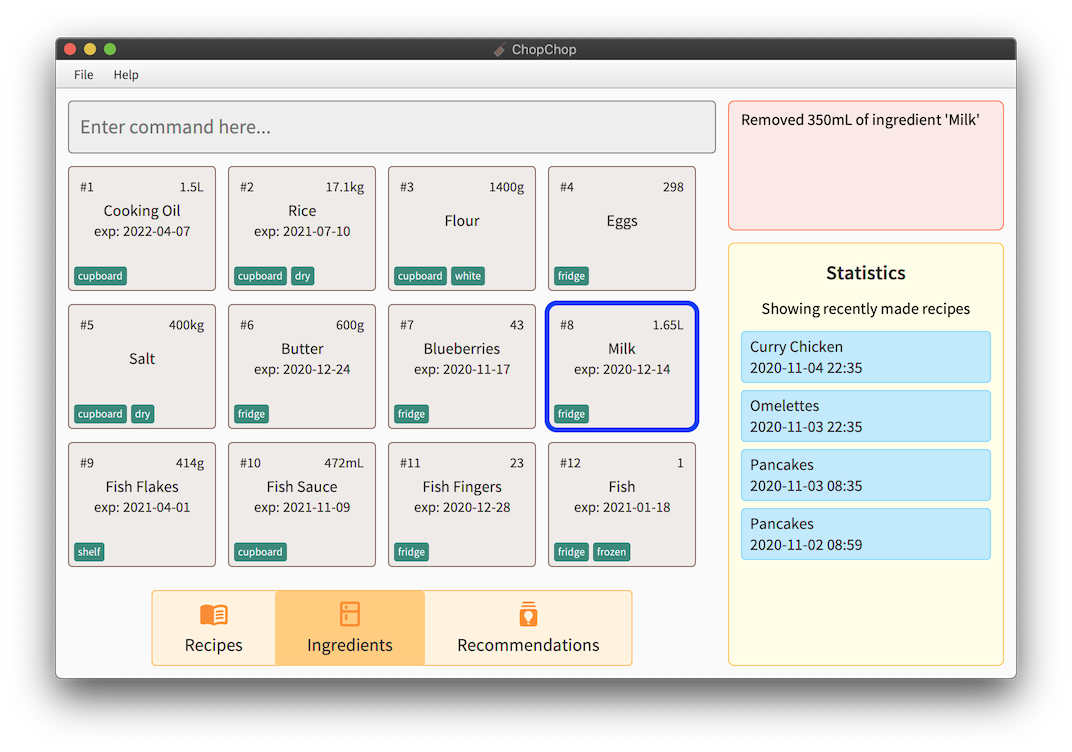 ChopChop
File Help
Enter command here...
Removed 350mL of ingredient 'Milk'
#1 1.5L
Cooking Oil
exp: 2022-04-07
cupboard
#2 17.1kg
Rice
exp: 2021-07-10
cupboard dry
#3 1400g
Flour
cupboard white
#4 298
Eggs
fridge
#5 400kg
Salt
cupboard dry
#6 600g
Butter
exp: 2020-12-24
fridge
#7 43
Blueberries
exp: 2020-11-17
fridge
#8 1.65L
Milk
exp: 2020-12-14
fridge
#9 414g
Fish Flakes
exp: 2021-04-01
shelf
#10 472mL
Fish Sauce
exp: 2021-11-09
cupboard
#11 23
Fish Fingers
exp: 2020-12-28
fridge
#12 1
Fish
exp: 2021-01-18
fridge frozen
Statistics
Showing recently made recipes
Curry Chicken
2020-11-04 22:35
Omelettes
2020-11-03 22:35
Pancakes
2020-11-03 08:35
Pancakes
2020-11-02 08:59
Recipes
Ingredients
Recommendations